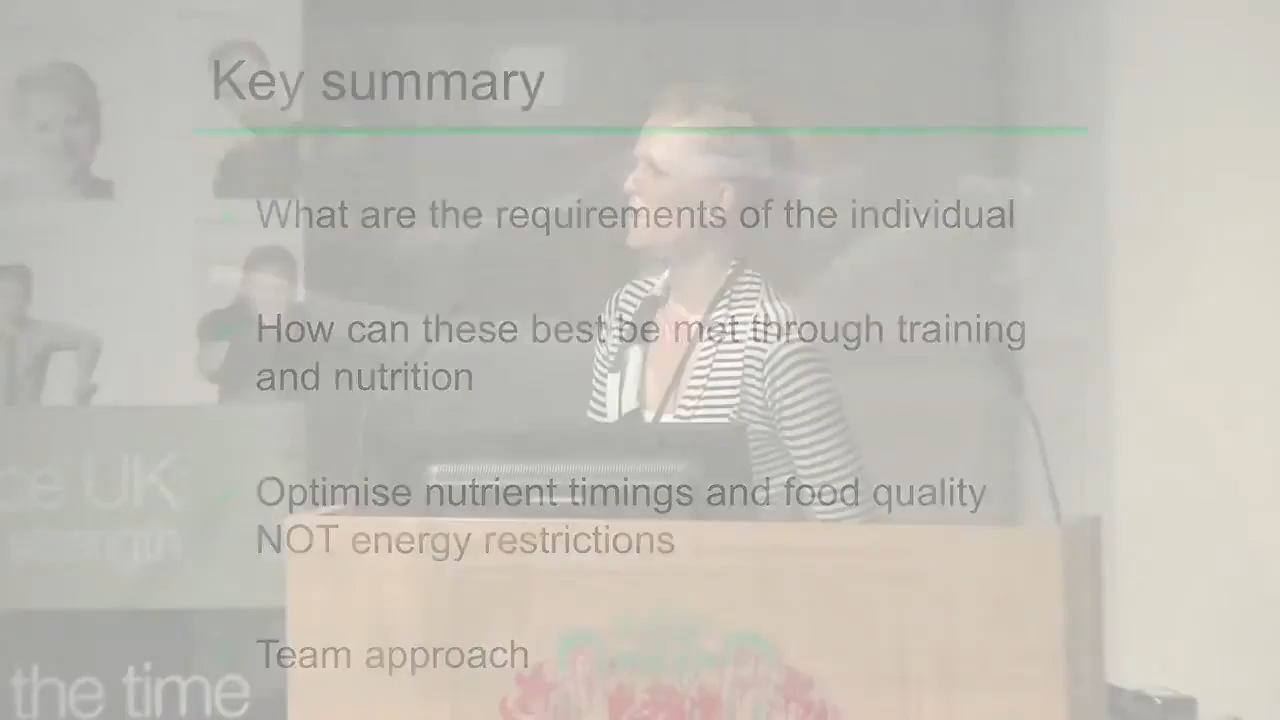 Key summary
What are the requirements of the individual
How can these best be met through training
and nutrition
Optimise nutrient timings and food quality
NOT energy restrictions
Team approach
ce UK
strength
the time